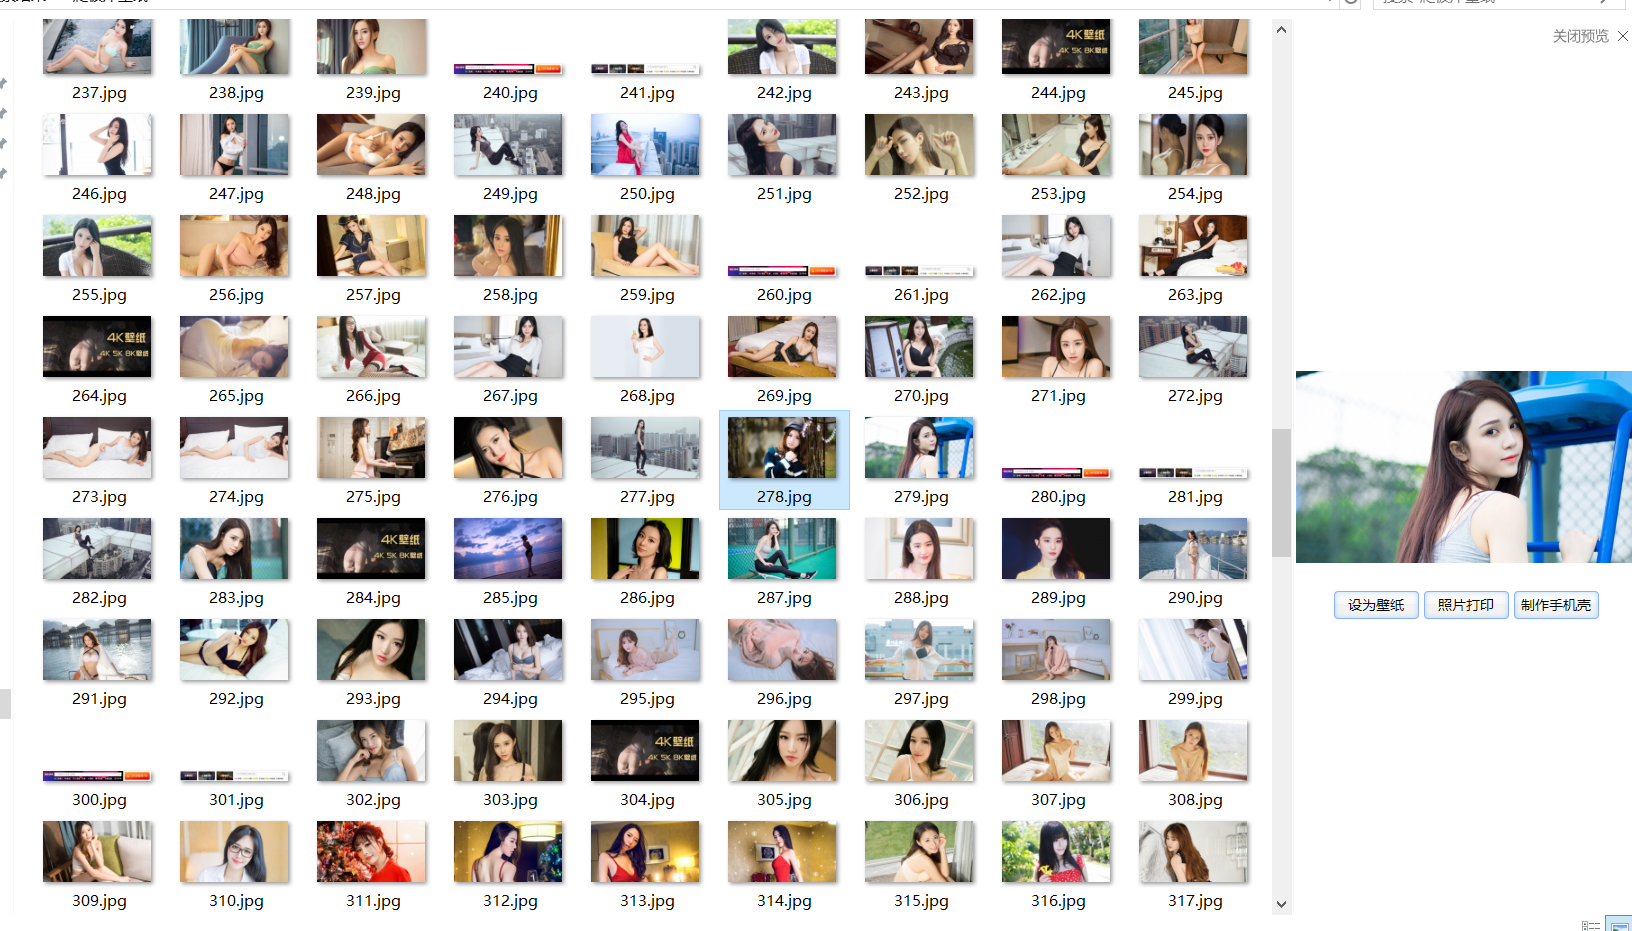 关闭预览
237.jpg 238.jpg 239.jpg 240.jpg 241.jpg 242.jpg 243.jpg 244.jpg 245.jpg
4K壁纸
4K 5K 8K壁纸
246.jpg 247.jpg 248.jpg 249.jpg 250.jpg 251.jpg 252.jpg 253.jpg 254.jpg
255.jpg 256.jpg 257.jpg 258.jpg 259.jpg 260.jpg 261.jpg 262.jpg 263.jpg
4K壁纸
4K 5K 8K壁纸
264.jpg 265.jpg 266.jpg 267.jpg 268.jpg 269.jpg 270.jpg 271.jpg 272.jpg
273.jpg 274.jpg 275.jpg 276.jpg 277.jpg 278.jpg 279.jpg 280.jpg 281.jpg
4K壁纸
4K 5K 8K壁纸
282.jpg 283.jpg 284.jpg 285.jpg 286.jpg 287.jpg 288.jpg 289.jpg 290.jpg
设为壁纸 照片打印 制作手机壳
291.jpg 292.jpg 293.jpg 294.jpg 295.jpg 296.jpg 297.jpg 298.jpg 299.jpg
4K壁纸
4K 5K 8K壁纸
300.jpg 301.jpg 302.jpg 303.jpg 304.jpg 305.jpg 306.jpg 307.jpg 308.jpg
309.jpg 310.jpg 311.jpg 312.jpg 313.jpg 314.jpg 315.jpg 316.jpg 317.jpg